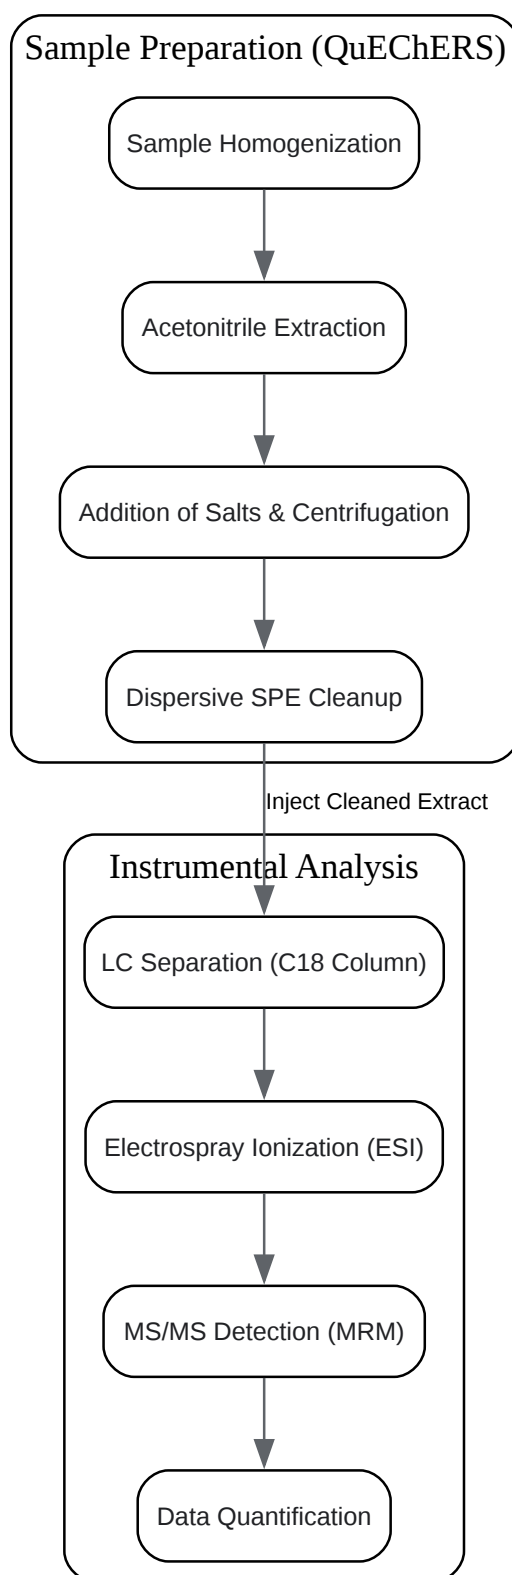 Sample Preparation (QuEChERS)
Sample Homogenization
Acetonitrile Extraction
Addition of Salts & Centrifugation
Dispersive SPE Cleanup
Inject Cleaned Extract
Instrumental Analysis
LC Separation (C18 Column)
Electrospray Ionization (ESI)
MS/MS Detection (MRM)
Data Quantification